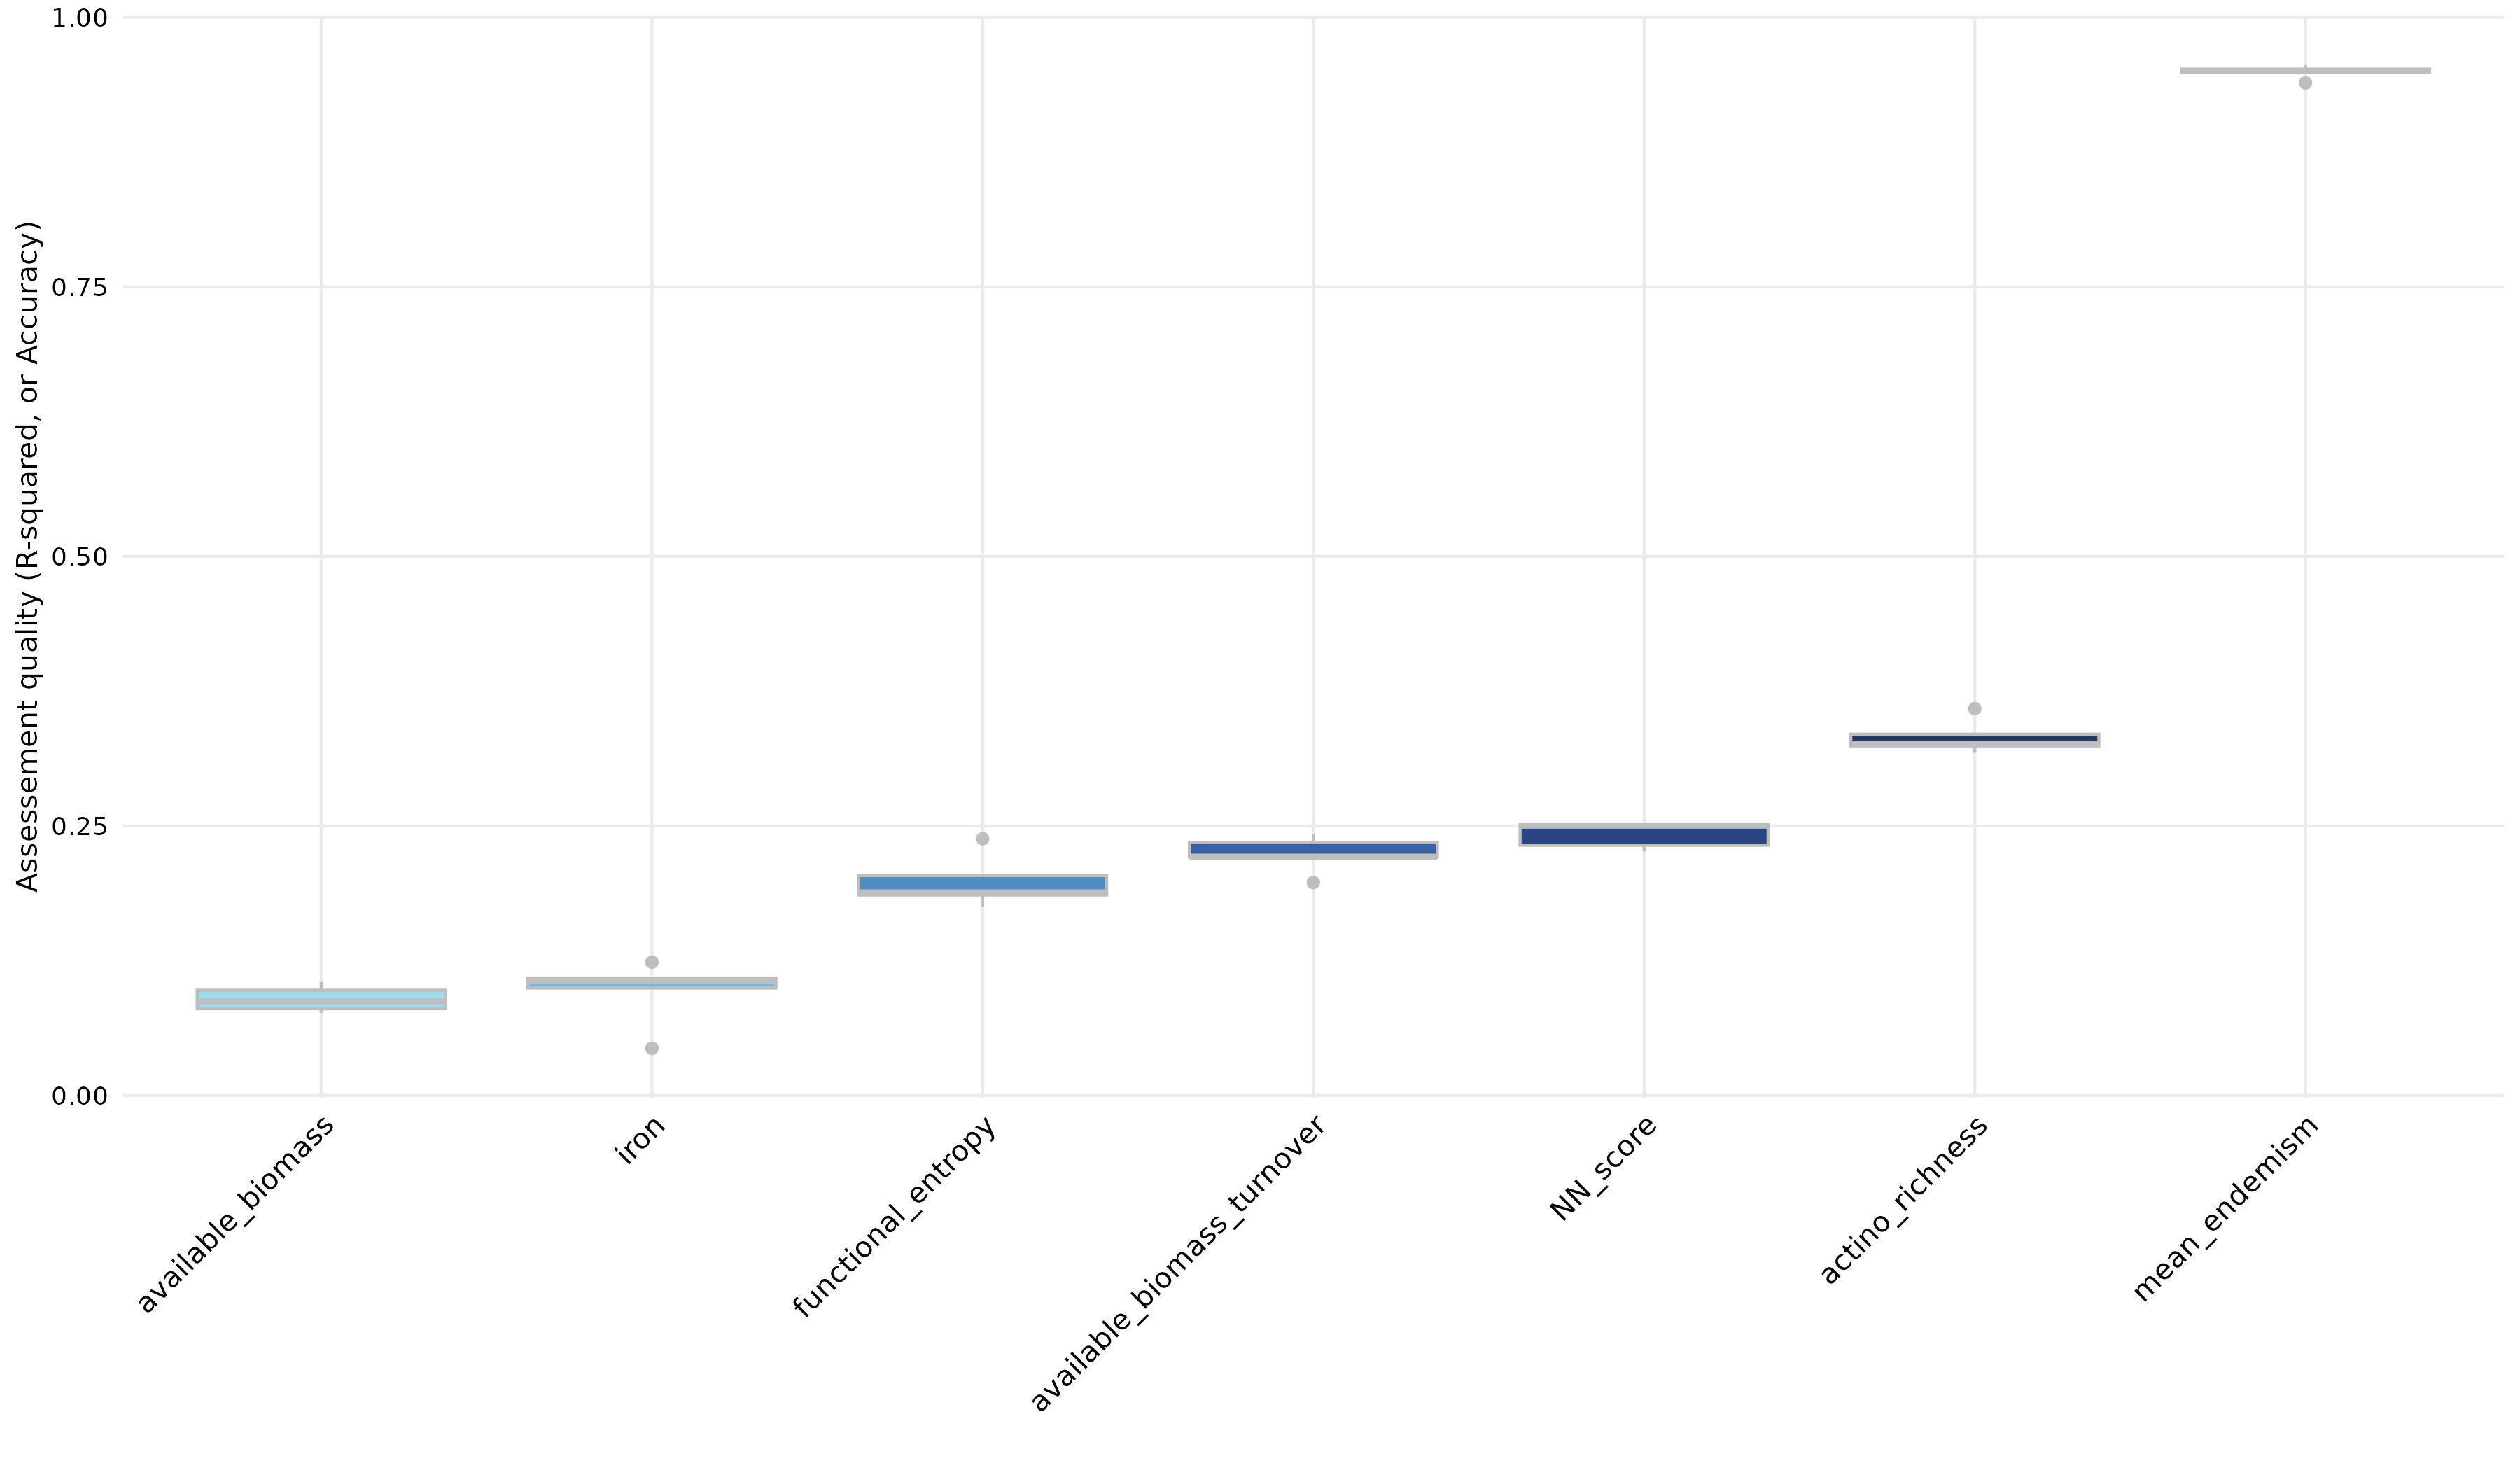 Assessement quality (R-squared, or Accuracy)
1.00
0.75
0.50
0.25
0.00
available_biomass
iron
functional_entropy
available_biomass_turnover
NN_score
actino_richness
mean_endemism